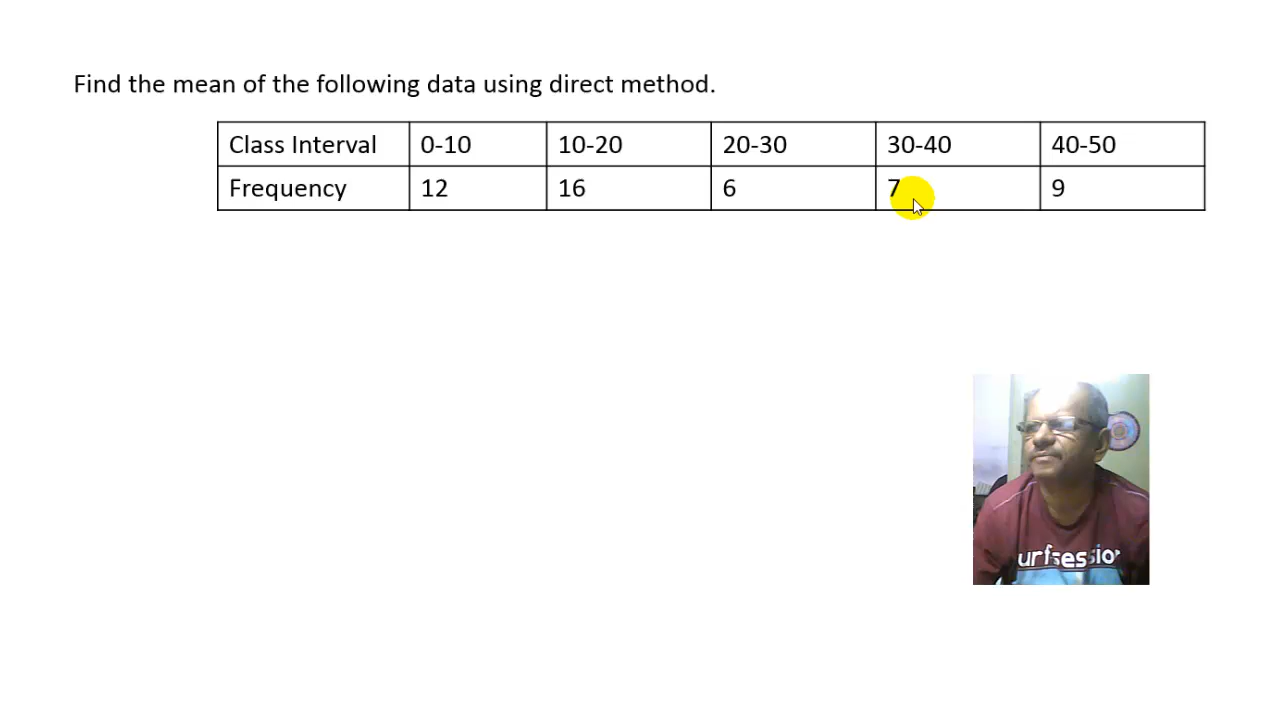 Find the mean of the following data using direct method.
Class Interval 0-10 10-20 20-30 30-40 40-50
Frequency 12 16 6 7 9
urfsession